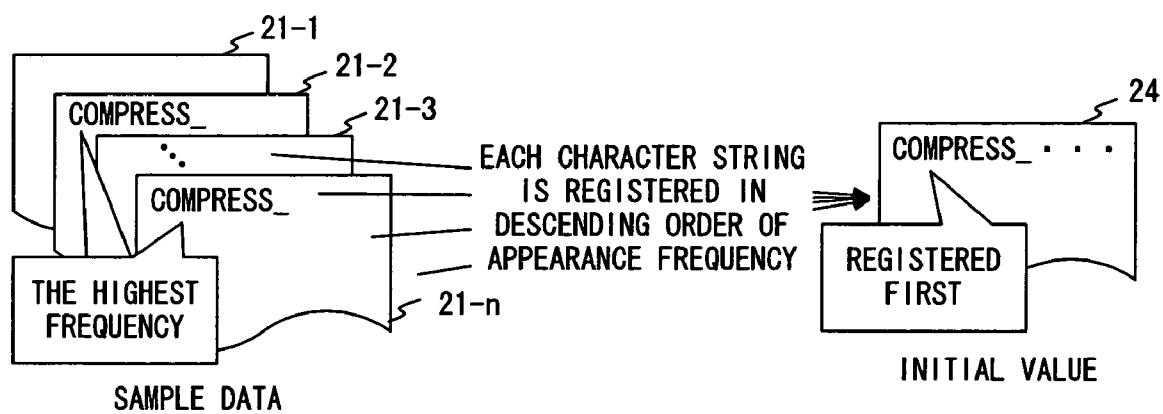 21-1
21-2
COMPRESS_
21-3
COMPRESS_
THE HIGHEST
FREQUENCY
21-n
SAMPLE DATA
EACH CHARACTER STRING
IS REGISTERED IN
DESCENDING ORDER OF
APPEARANCE FREQUENCY
24
COMPRESS_ ・・・
REGISTERED
FIRST
INITIAL VALUE